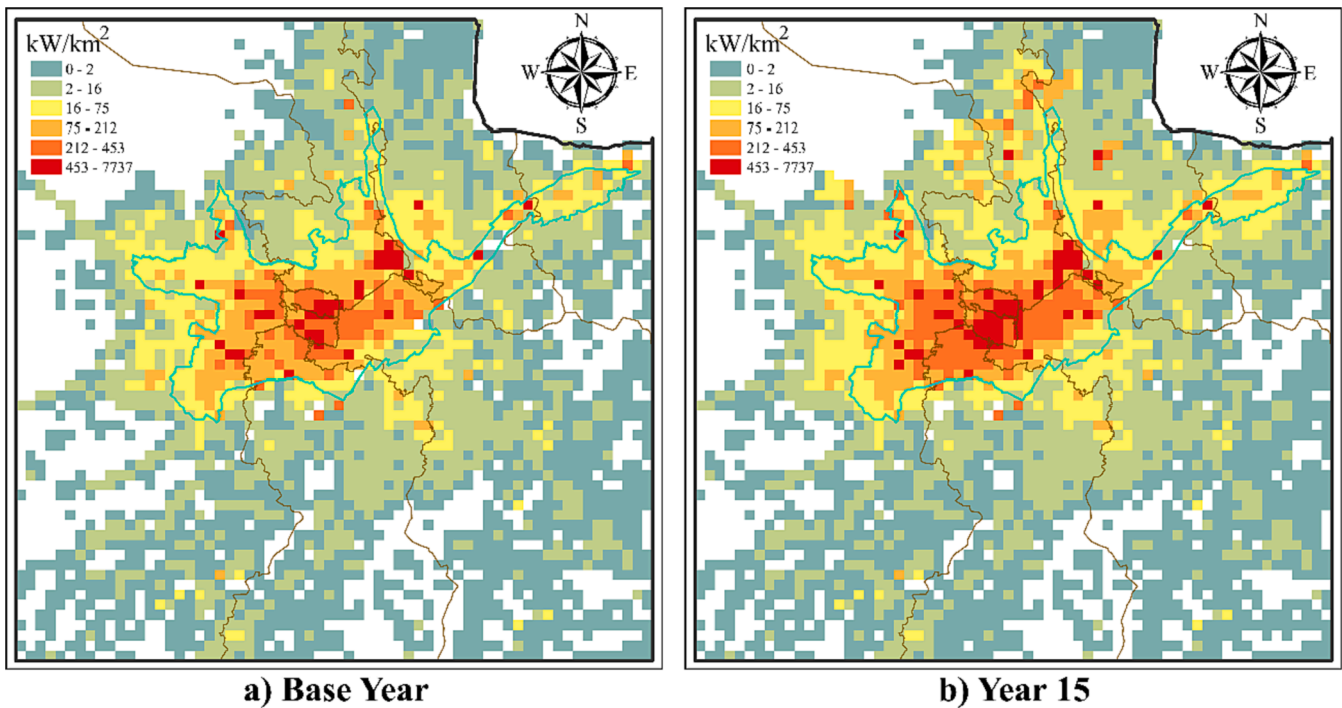 kW/km²
0 - 2
2 - 16
16 - 75
75 - 212
212 - 453
453 - 7737
N
W
E
S
kW/km²
0 - 2
2 - 16
16 - 75
75 - 212
212 - 453
453 - 7737
N
W
E
S
a) Base Year
b) Year 15